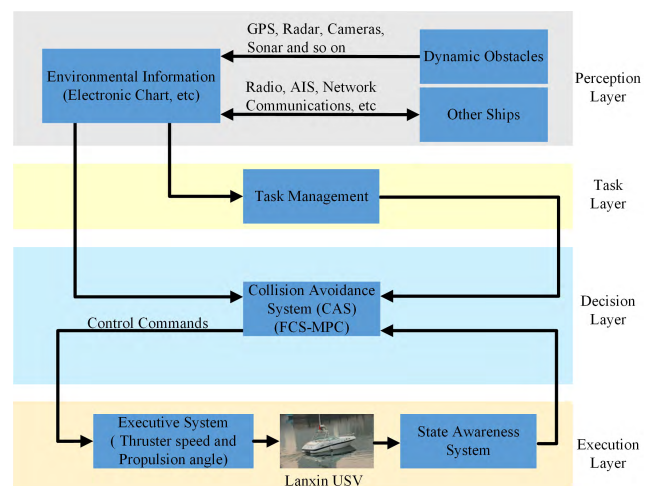 GPS, Radar, Cameras,
Sonar and so on
Environmental Information
(Electronic Chart, etc)
Dynamic Obstacles
Radio, AIS, Network
Communications, etc
Other Ships
Perception
Layer
Task Management
Task
Layer
Collision Avoidance
System (CAS)
(FCS-MPC)
Control Commands
Decision
Layer
Executive System
( Thruster speed and
Propulsion angle)
Lanxin USV
State Awareness
System
Execution
Layer